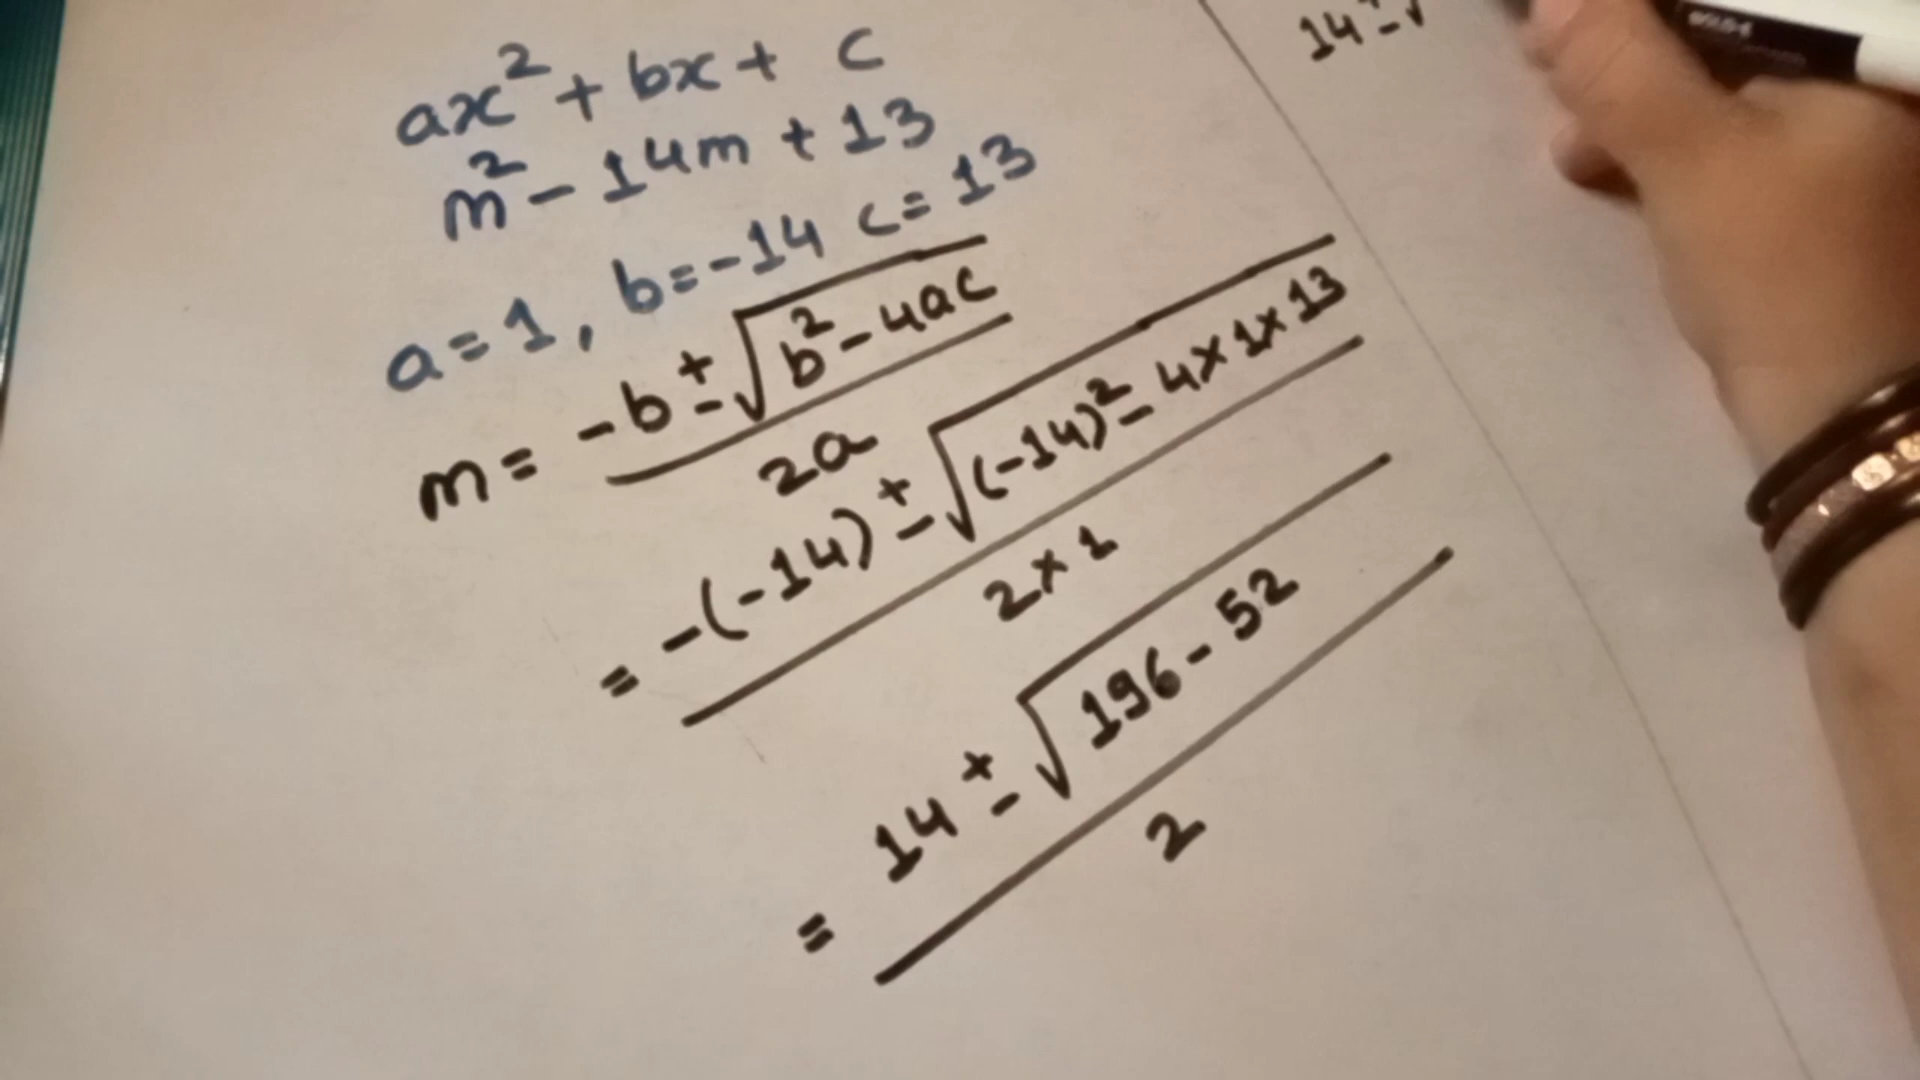 ax² + bx + c
m² - 14m + 13
a = 1, b = -14 c = 13
m = -b ± √b² - 4ac
2a
= -(-14) ± √(-14)² - 4 × 1 × 13
2 × 1
= 14 ± √196 - 52
2
14 ± √